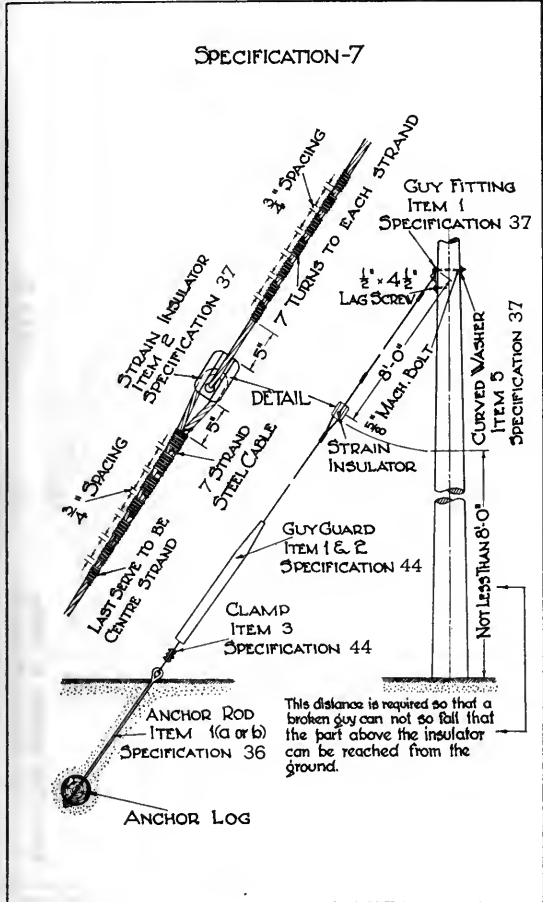 SPECIFICATION-7
3/4" SPACING
7 TURNS TO EACH STRAND
STRAIN INSULATOR
ITEM 2
SPECIFICATION 37
5"
5"
DETAIL
7 STRAND
STEEL CABLE
3/4" SPACING
LAST SERVE TO BE
CENTRE STRAND
GUY FITTING
ITEM 1
SPECIFICATION 37
1/2" x 4 1/2"
LAG SCREW
8'-0"
5/8" MACH. BOLT
CURVED WASHER
ITEM 5
SPECIFICATION 37
STRAIN
INSULATOR
GUY GUARD
ITEM 1 & 2
SPECIFICATION 44
NOT LESS THAN 8'-0"
CLAMP
ITEM 3
SPECIFICATION 44
ANCHOR ROD
ITEM 1(a or b)
SPECIFICATION 36
ANCHOR LOG
This distance is required so that a
broken guy can not so fall that
the part above the insulator
can be reached from the
ground.